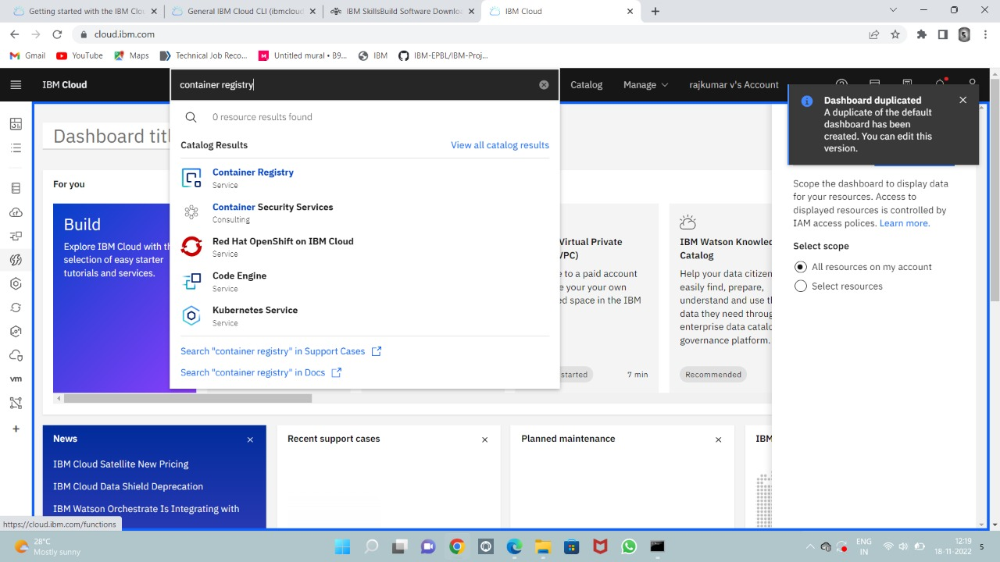 Getting started with the IBM Clou
General IBM Cloud CLI (ibmcloud
IBM SkillsBuild Software Downloa
IBM Cloud
cloud.ibm.com
Gmail
YouTube
Maps
Technical Job Reco...
Untitled mural • B9...
IBM
IBM-EPBL/IBM-Proj...
IBM Cloud
container registry
Catalog
Manage
rajkumar v's Account
0 resource results found
Catalog Results
View all catalog results
Container Registry
Service
Container Security Services
Consulting
Red Hat OpenShift on IBM Cloud
Service
Code Engine
Service
Kubernetes Service
Service
Search "container registry" in Support Cases
Search "container registry" in Docs
Dashboard duplicated
A duplicate of the default
dashboard has been
created. You can edit this
version.
Dashboard titl
For you
Build
Explore IBM Cloud with th
selection of easy starter
tutorials and services.
Virtual Private
VPC)
e to a paid account
e your your own
ed space in the IBM
started
7 min
IBM Watson Knowled
Catalog
Help your data citizen
easily find, prepare,
understand and use th
data they need throug
enterprise data catalo
governance platform.
Recommended
Scope the dashboard to display data
for your resources. Access to
displayed resources is controlled by
IAM access polices. Learn more.
Select scope
All resources on my account
Select resources
News
IBM Cloud Satellite New Pricing
IBM Cloud Data Shield Deprecation
IBM Watson Orchestrate Is Integrating with
Recent support cases
Planned maintenance
IBM
vm
https://cloud.ibm.com/functions
28°C
Mostly sunny
ENG
IN
12:19
18-11-2022
5